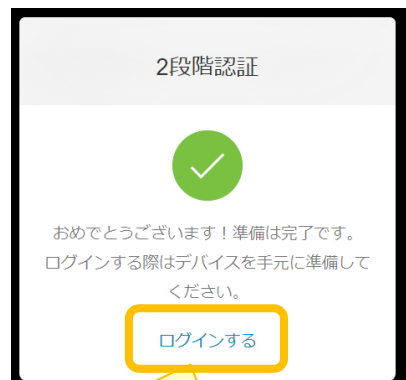 2段階認証
おめでとうございます！準備は完了です。
ログインする際はデバイスを手元に準備して
ください。
ログインする